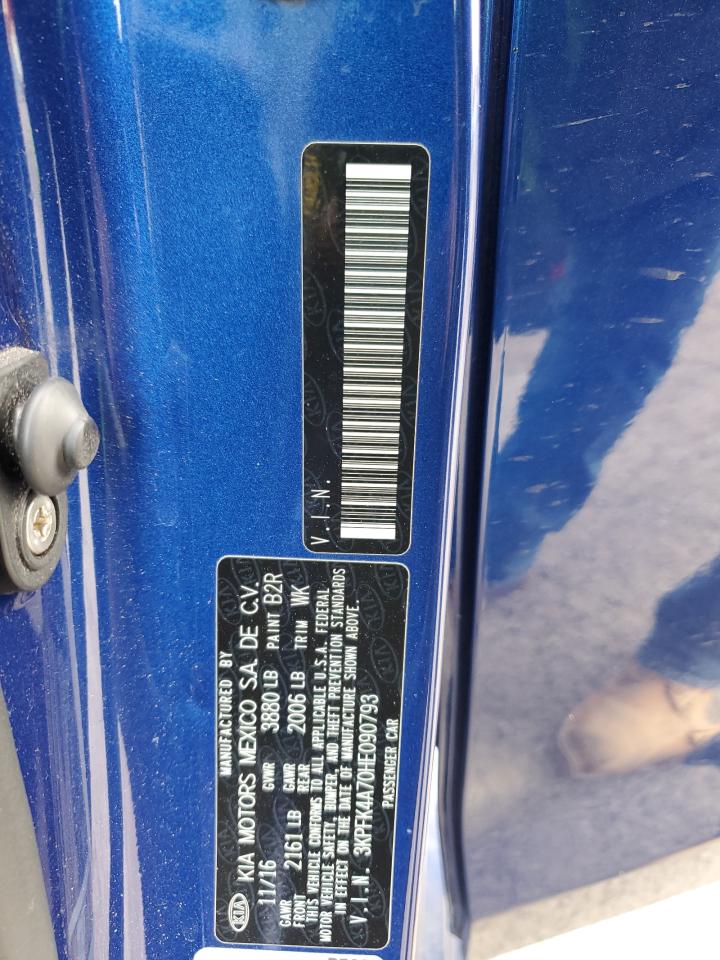 V.I.N.
MANUFACTURED BY
KIA KIA MOTORS MEXICO S.A. DE C.V.
11/16 GVWR 3880 LB PAINT B2R
GAWR FRONT 2161 LB GAWR REAR 2006 LB TRIM WK
THIS VEHICLE CONFORMS TO ALL APPLICABLE U.S.A. FEDERAL
MOTOR VEHICLE SAFETY, BUMPER, AND THEFT PREVENTION STANDARDS
IN EFFECT ON THE DATE OF MANUFACTURE SHOWN ABOVE.
V.I.N. 3KPFK4A70HE090793
PASSENGER CAR